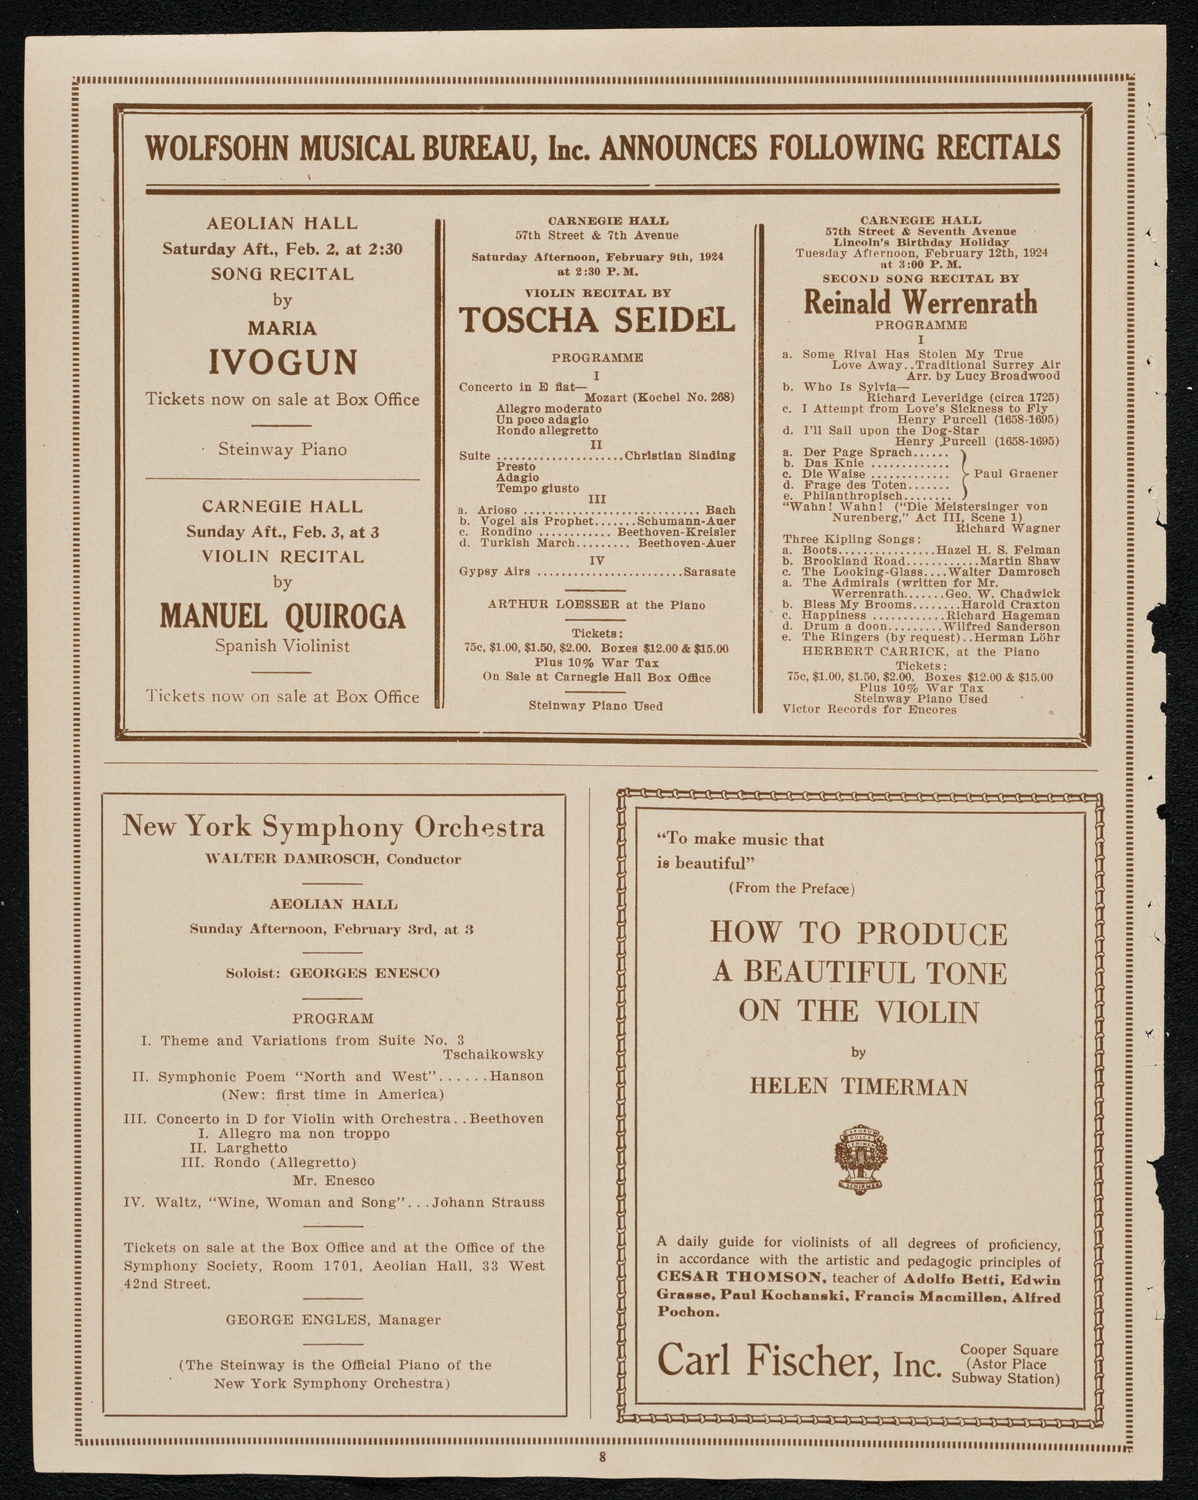 WOLFSOHN MUSICAL BUREAU, Inc. ANNOUNCES FOLLOWING RECITALS
AEOLIAN HALL
Saturday Aft., Feb. 2, at 2:30
SONG RECITAL
by
MARIA
IVOGUN
Tickets now on sale at Box Office
Steinway Piano
CARNEGIE HALL
Sunday Aft., Feb. 3, at 3
VIOLIN RECITAL
by
MANUEL QUIROGA
Spanish Violinist
Tickets now on sale at Box Office
CARNEGIE HALL
57th Street & 7th Avenue
Saturday Afternoon, February 9th, 1924
at 2:30 P. M.
VIOLIN RECITAL BY
TOSCHA SEIDEL
PROGRAMME
I
Concerto in E flat—
Mozart (Kochel No. 268)
Allegro moderato
Un poco adagio
Rondo allegretto
II
Suite ....................Christian Sinding
Presto
Adagio
Tempo giusto
III
a. Arioso ............................ Bach
b. Vogel als Prophet.......Schumann-Auer
c. Rondino ............ Beethoven-Kreisler
d. Turkish March......... Beethoven-Auer
IV
Gypsy Airs .......................Sarasate
ARTHUR LOESSER at the Piano
Tickets:
75c, $1.00, $1.50, $2.00. Boxes $12.00 & $15.00
Plus 10% War Tax
On Sale at Carnegie Hall Box Office
Steinway Piano Used
CARNEGIE HALL
57th Street & Seventh Avenue
Lincoln's Birthday Holiday
Tuesday Afternoon, February 12th, 1924
at 3:00 P. M.
SECOND SONG RECITAL BY
Reinald Werrenrath
PROGRAMME
I
a. Some Rival Has Stolen My True
Love Away..Traditional Surrey Air
Arr. by Lucy Broadwood
b. Who Is Sylvia—
Richard Leveridge (circa 1725)
c. I Attempt from Love's Sickness to Fly
Henry Purcell (1658-1695)
d. I'll Sail upon the Dog-Star
Henry Purcell (1658-1695)
a. Der Page Sprach......
b. Das Knie ............
c. Die Waise ........... Paul Graener
d. Frage des Toten.......
e. Philanthropisch........
"Wahn! Wahn! ("Die Meistersinger von
Nurenberg," Act III, Scene 1)
Richard Wagner
Three Kipling Songs:
a. Boots...............Hazel H. S. Felman
b. Brookland Road...........Martin Shaw
c. The Looking-Glass....Walter Damrosch
a. The Admirals (written for Mr.
Werrenrath.......Geo. W. Chadwick
b. Bless My Brooms........Harold Craxton
c. Happiness ...........Richard Hageman
d. Drum a doon.........Wilfred Sanderson
e. The Ringers (by request)..Herman Löhr
HERBERT CARRICK, at the Piano
Tickets:
75c, $1.00, $1.50, $2.00. Boxes $12.00 & $15.00
Plus 10% War Tax
Steinway Piano Used
Victor Records for Encores
New York Symphony Orchestra
WALTER DAMROSCH, Conductor
AEOLIAN HALL
Sunday Afternoon, February 3rd, at 3
Soloist: GEORGES ENESCO
PROGRAM
I. Theme and Variations from Suite No. 3
Tschaikowsky
II. Symphonic Poem "North and West"......Hanson
(New: first time in America)
III. Concerto in D for Violin with Orchestra..Beethoven
I. Allegro ma non troppo
II. Larghetto
III. Rondo (Allegretto)
Mr. Enesco
IV. Waltz, "Wine, Woman and Song"...Johann Strauss
Tickets on sale at the Box Office and at the Office of the
Symphony Society, Room 1701, Aeolian Hall, 33 West
42nd Street.
GEORGE ENGLES, Manager
(The Steinway is the Official Piano of the
New York Symphony Orchestra)
"To make music that
is beautiful"
(From the Preface)
HOW TO PRODUCE
A BEAUTIFUL TONE
ON THE VIOLIN
by
HELEN TIMERMAN
LABORUM
DULCE
LENIMEN
G. SCHIRMER
A daily guide for violinists of all degrees of proficiency,
in accordance with the artistic and pedagogic principles of
CESAR THOMSON, teacher of Adolfo Betti, Edwin
Grasse, Paul Kochanski, Francis Macmillen, Alfred
Pochon.
Carl Fischer, Inc. Cooper Square
(Astor Place
Subway Station)
8